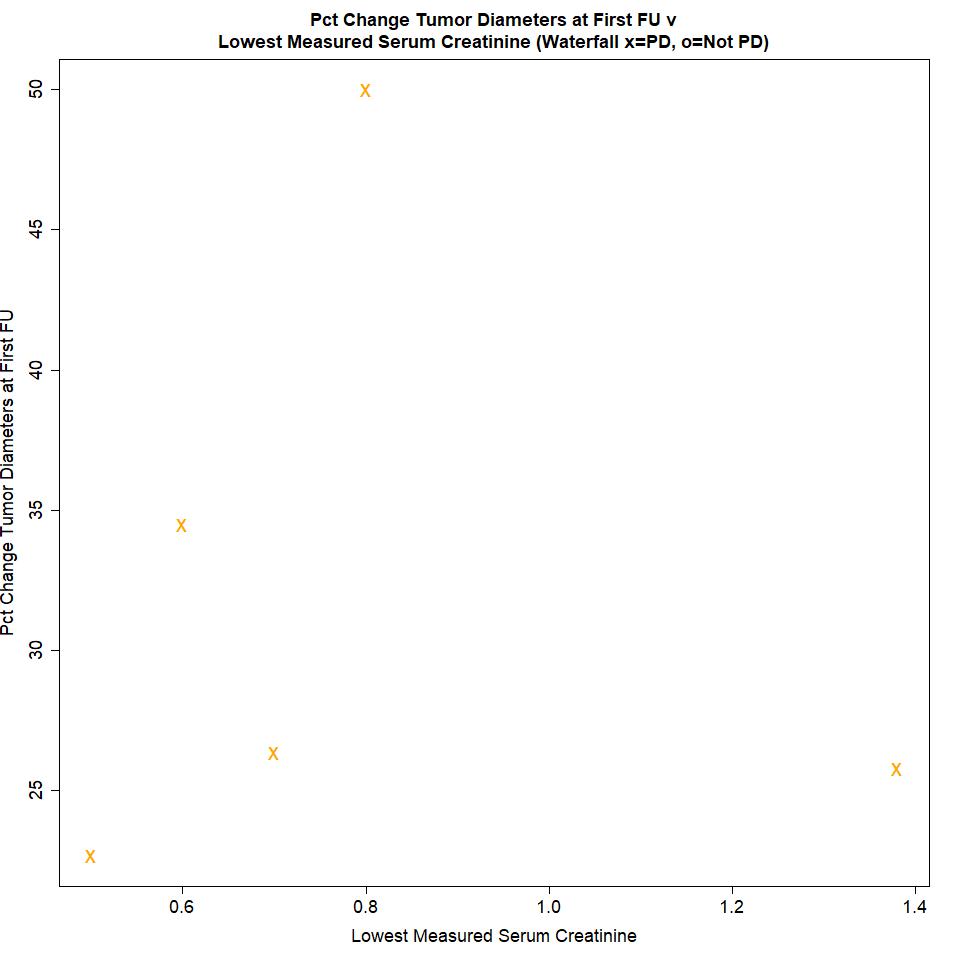 Pct Change Tumor Diameters at First FU v
Lowest Measured Serum Creatinine (Waterfall x=PD, o=Not PD)
Pct Change Tumor Diameters at First FU
50
45
40
35
30
25
X
X
X
X
X
0.6
0.8
1.0
1.2
1.4
Lowest Measured Serum Creatinine